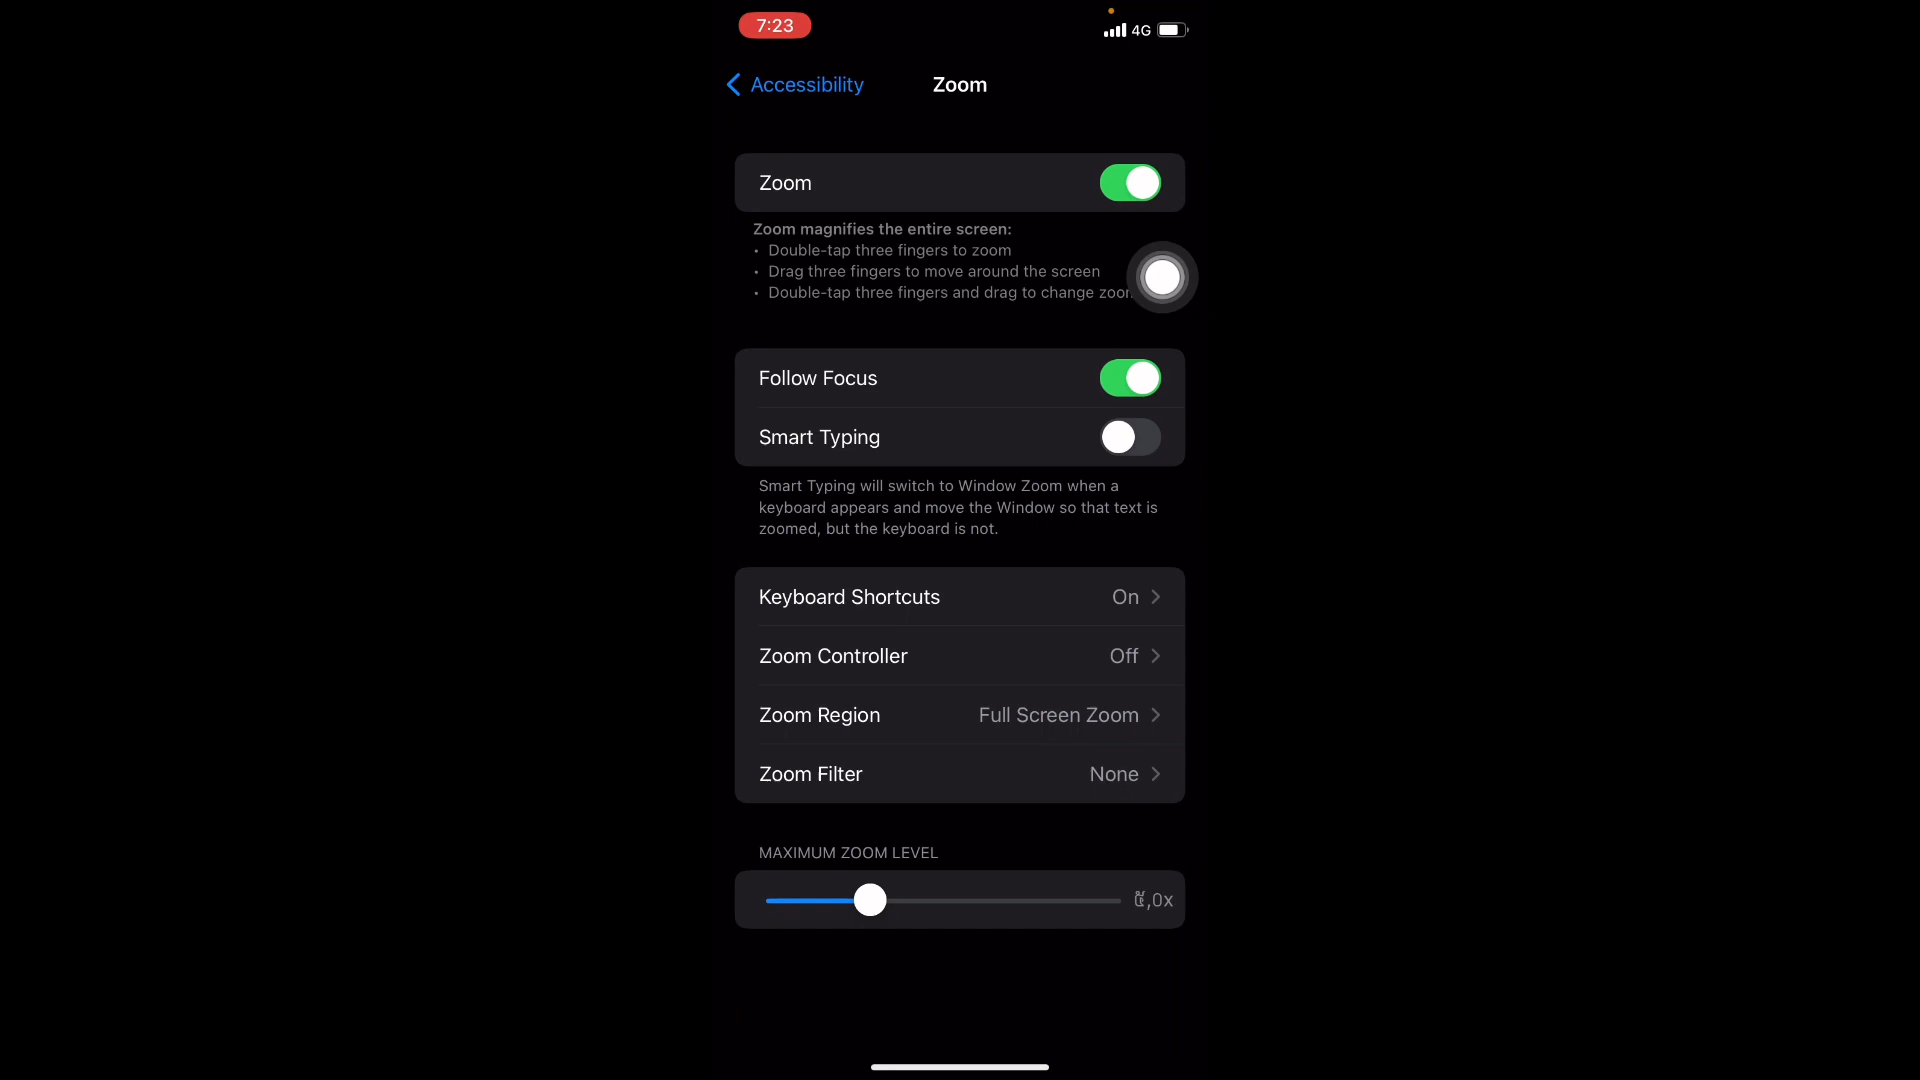 7:23
4G
Accessibility
Zoom
Zoom
Zoom magnifies the entire screen:
• Double-tap three fingers to zoom
• Drag three fingers to move around the screen
• Double-tap three fingers and drag to change zoom
Follow Focus
Smart Typing
Smart Typing will switch to Window Zoom when a
keyboard appears and move the Window so that text is
zoomed, but the keyboard is not.
Keyboard Shortcuts On
Zoom Controller Off
Zoom Region Full Screen Zoom
Zoom Filter None
MAXIMUM ZOOM LEVEL
៥,0x